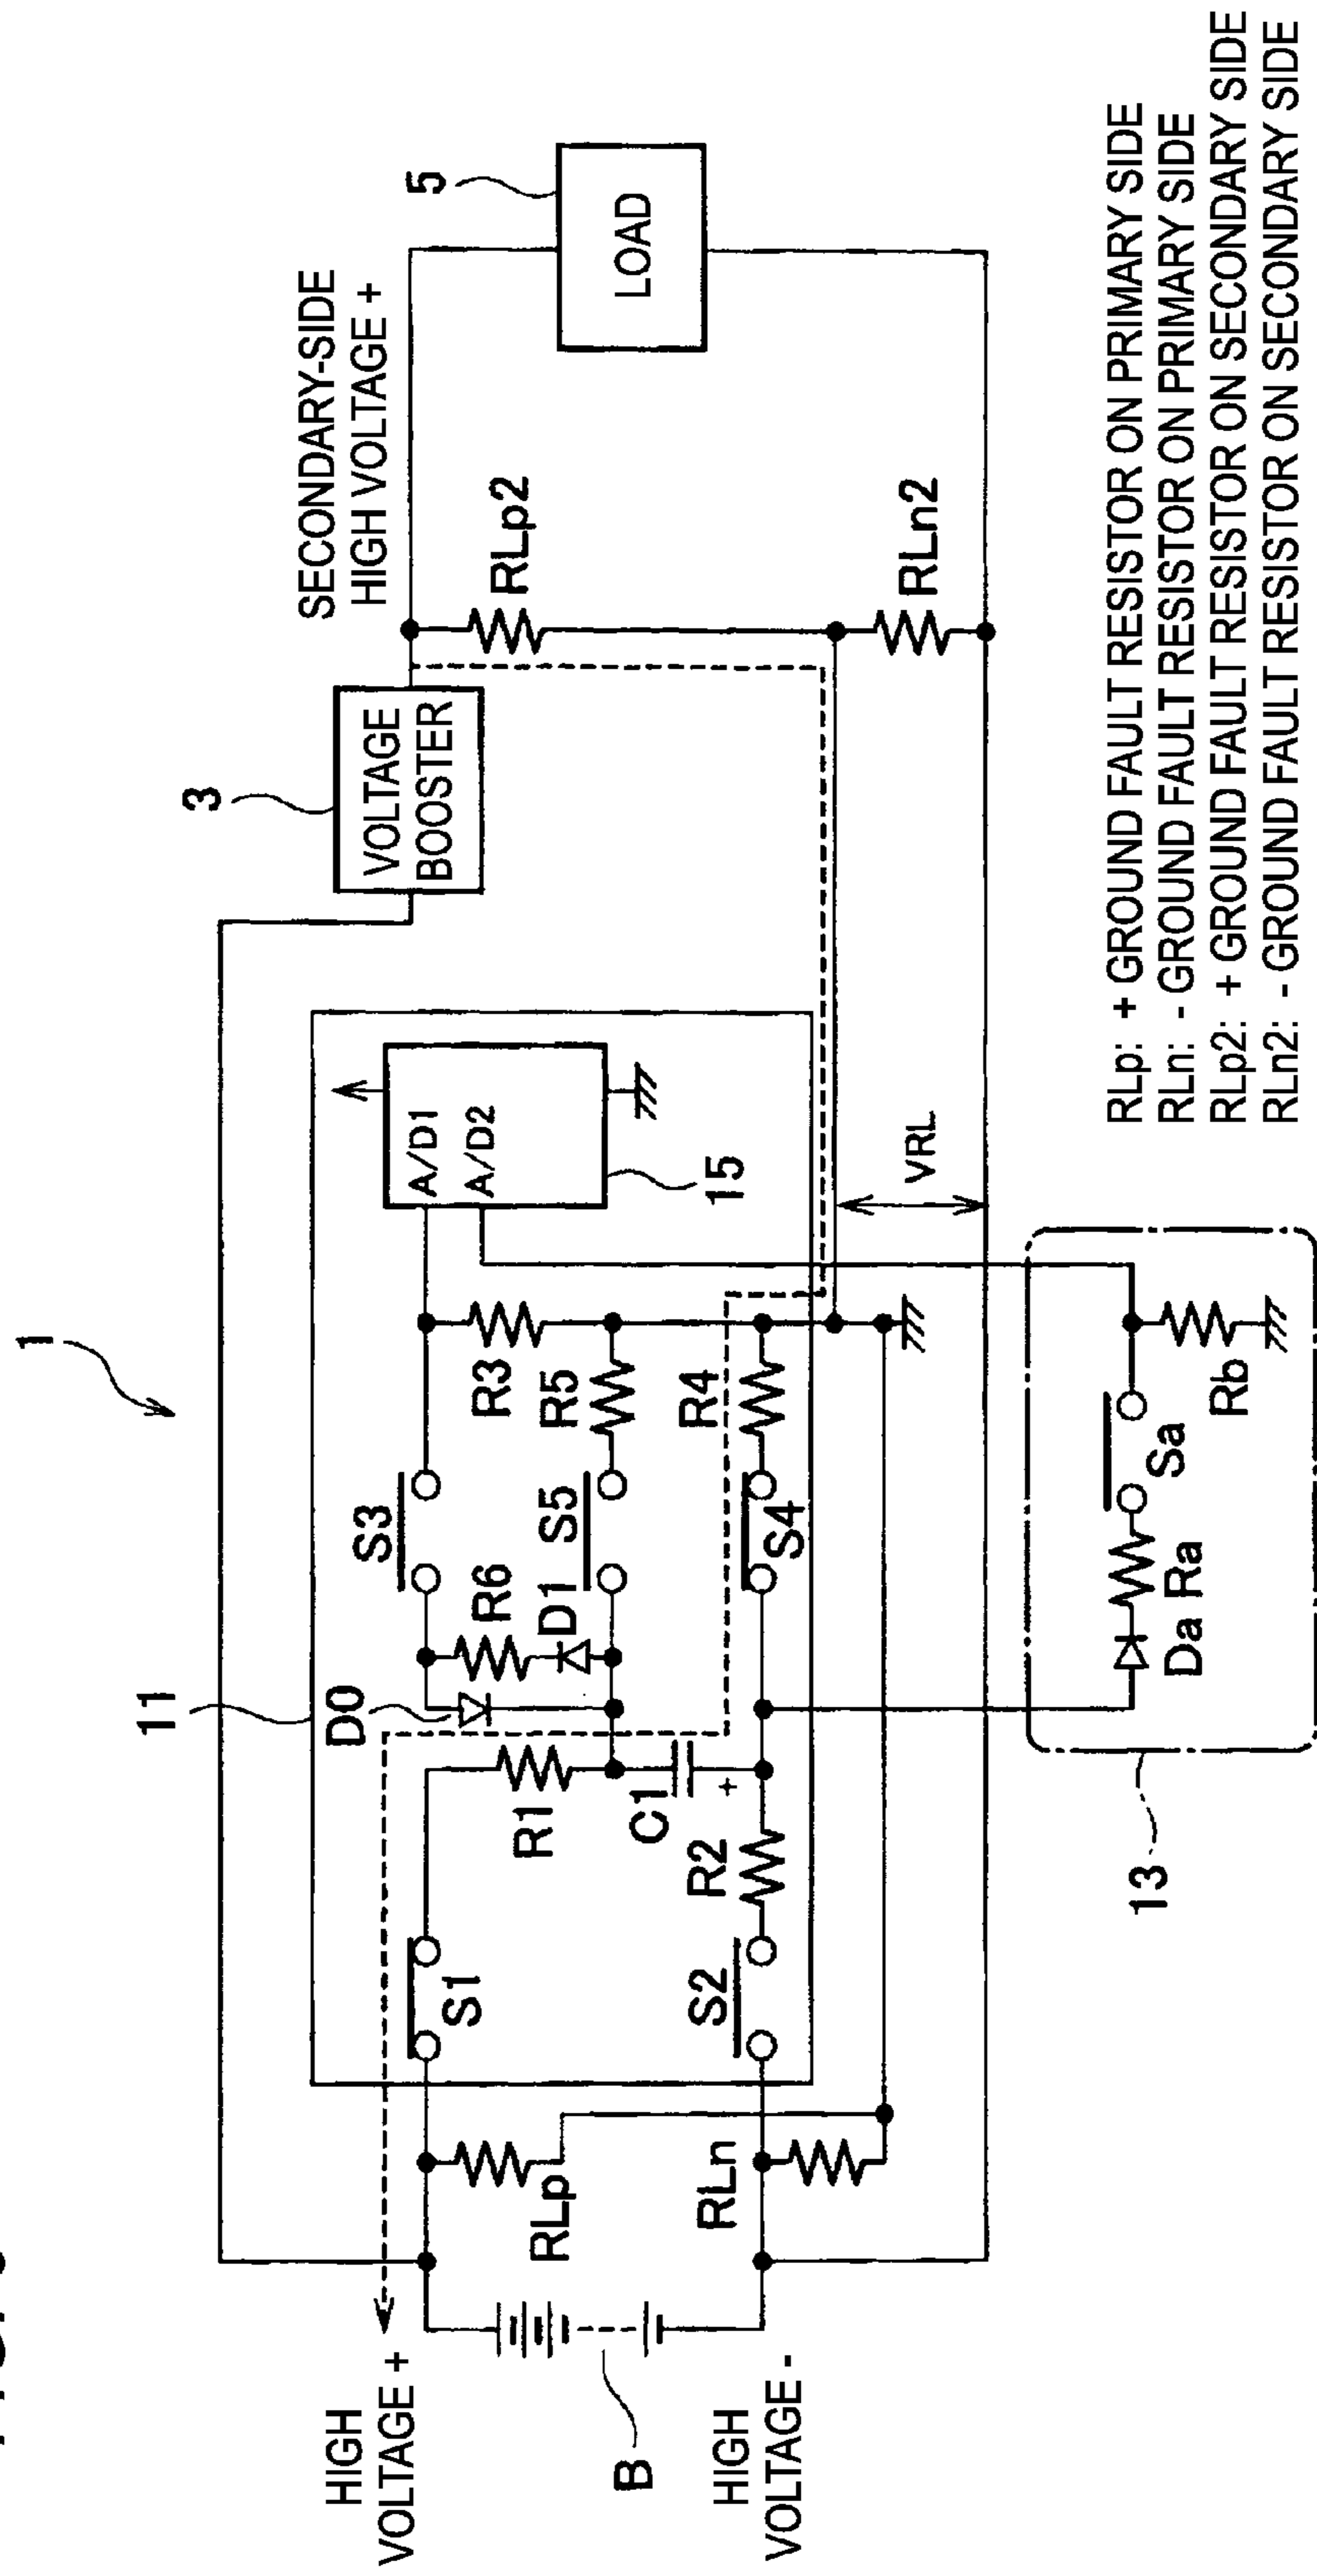 1
3
VOLTAGE
BOOSTER
SECONDARY-SIDE
HIGH VOLTAGE +
5
LOAD
11
D0
S3
R6
D1
S5
R3
R5
A/D1
A/D2
15
HIGH
VOLTAGE +
S1
R1
C1
+
R2
S2
S4
R4
RLp
RLn
B
HIGH
VOLTAGE -
RLp2
RLn2
VRL
13
Da
Ra
Sa
Rb
RLp: + GROUND FAULT RESISTOR ON PRIMARY SIDE
RLn: - GROUND FAULT RESISTOR ON PRIMARY SIDE
RLp2: + GROUND FAULT RESISTOR ON SECONDARY SIDE
RLn2: - GROUND FAULT RESISTOR ON SECONDARY SIDE